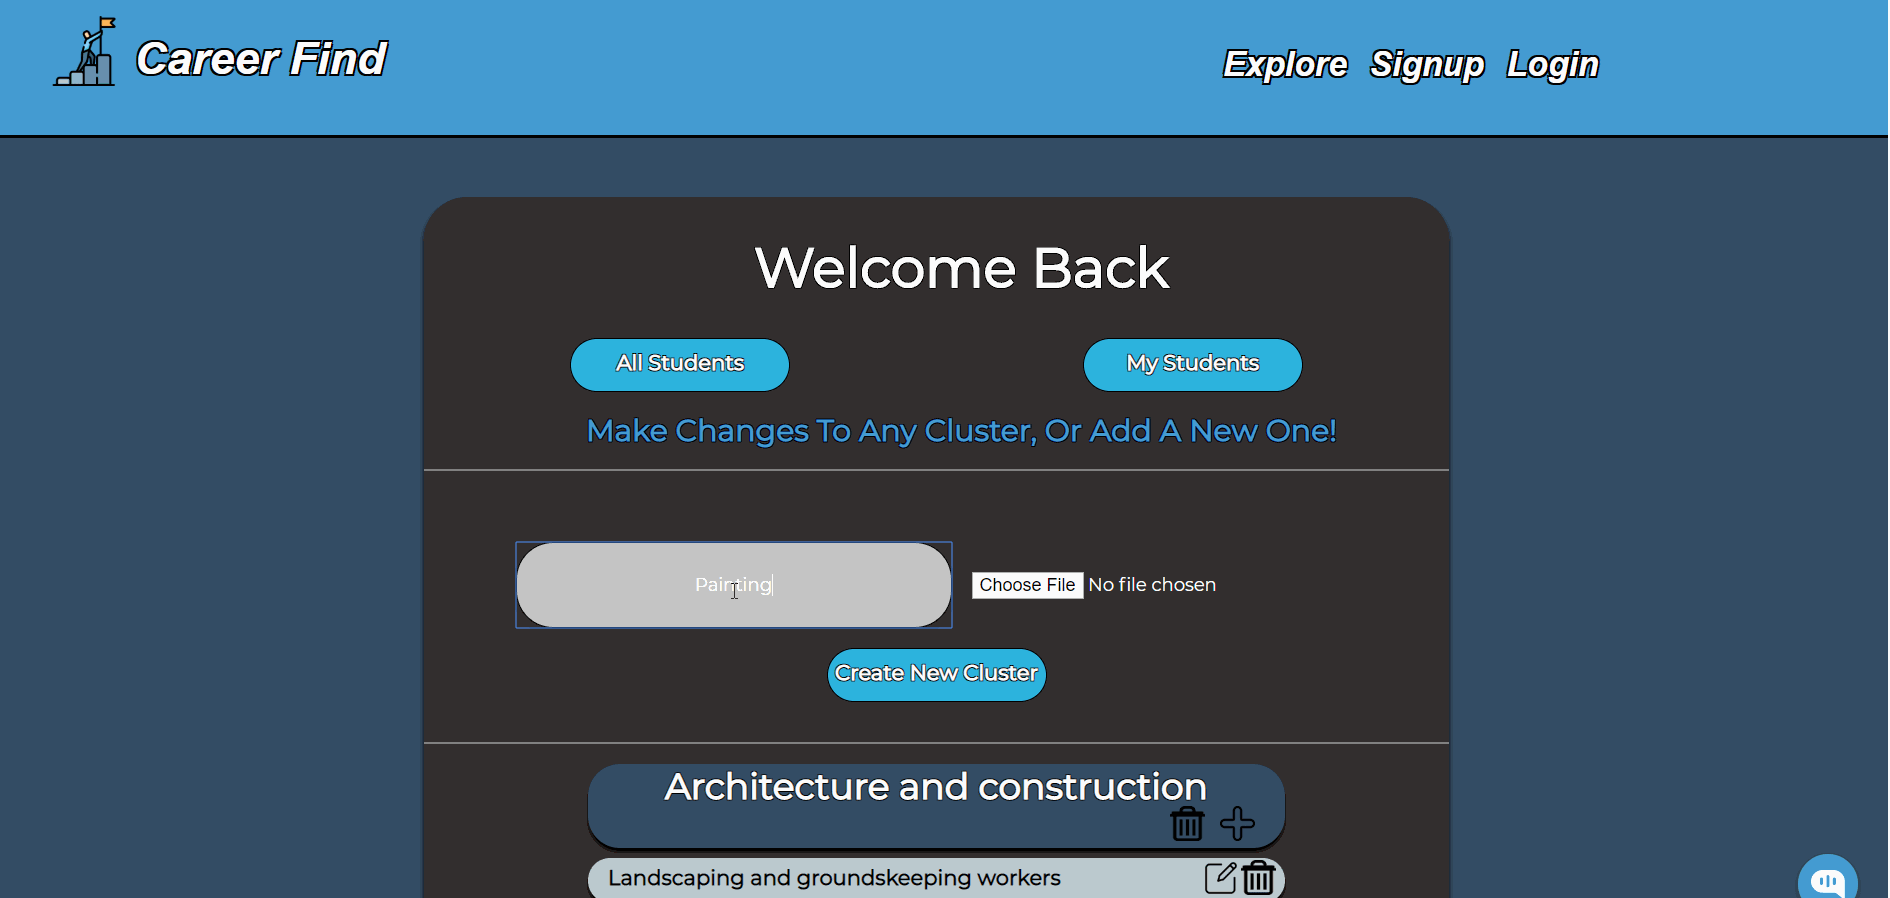 Career Find
Explore Signup Login
Welcome Back
All Students
My Students
Make Changes To Any Cluster, Or Add A New One!
Painting
Choose File No file chosen
Create New Cluster
Architecture and construction
Landscaping and groundskeeping workers